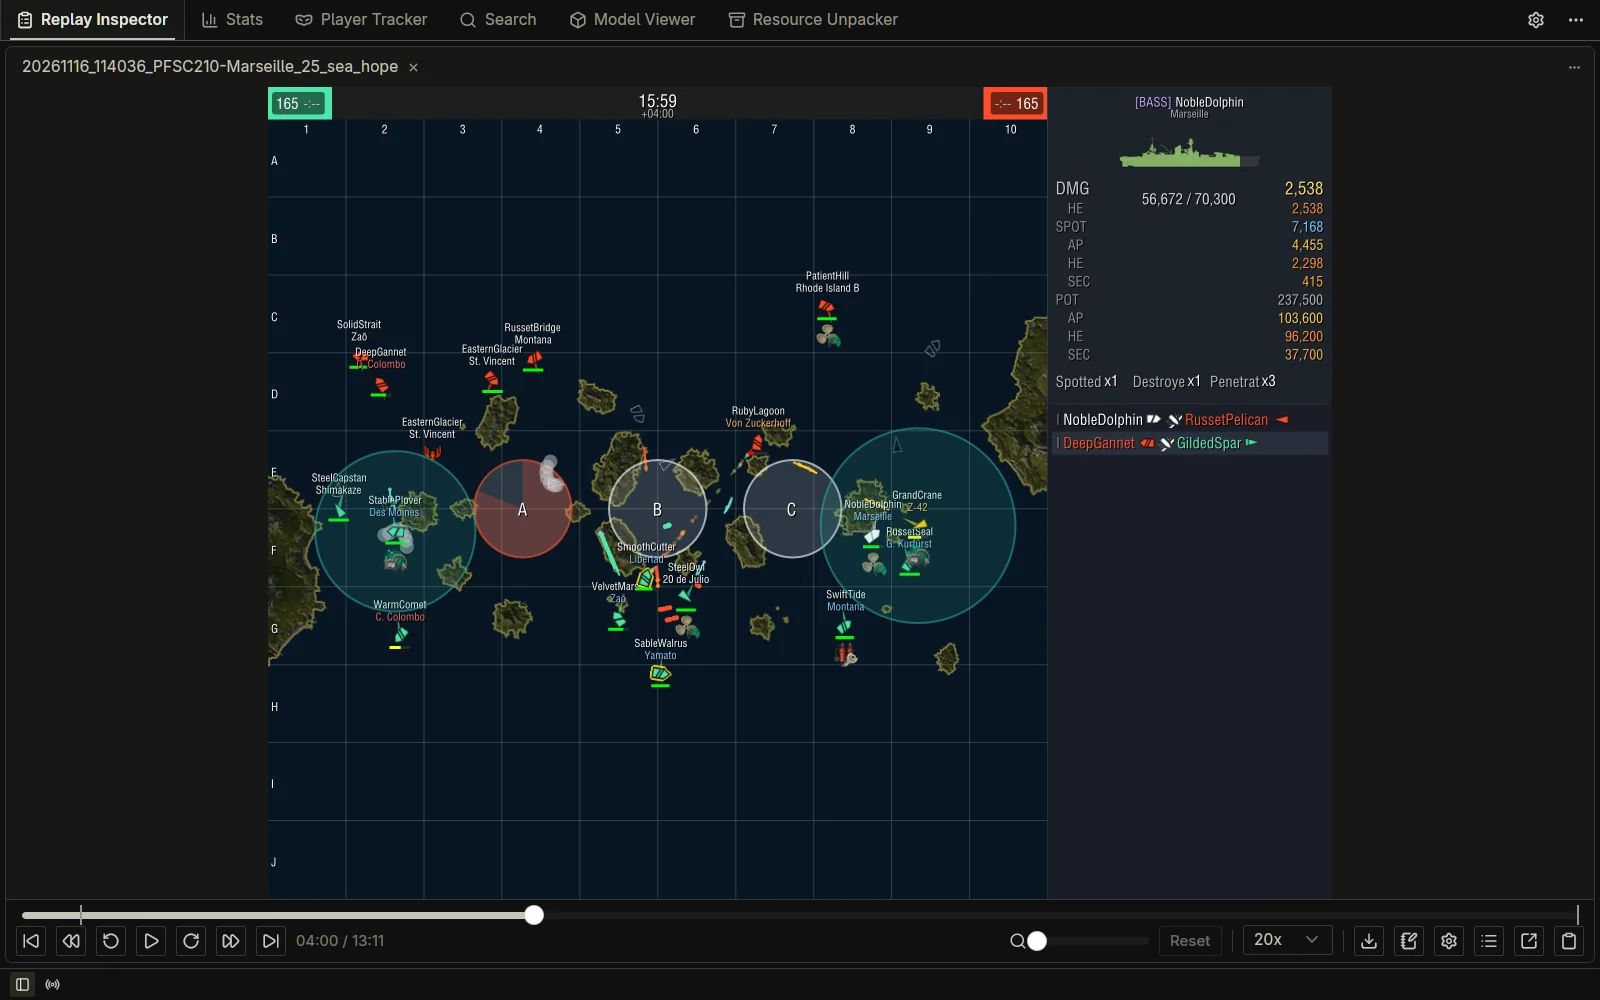 Replay Inspector
Stats
Player Tracker
Search
Model Viewer
Resource Unpacker
20261116_114036_PFSC210-Marseille_25_sea_hope
165 -:--
15:59
+04:00
-:-- 165
1 2 3 4 5 6 7 8 9 10
A
B
C
D
E
F
G
H
I
J
PatientHill
Rhode Island B
SolidStrait
Zaō
DeepGannet
C. Colombo
RussetBridge
Montana
EasternGlacier
St. Vincent
EasternGlacier
St. Vincent
RubyLagoon
Von Zuckerhoff
SteelCapstan
Shimakaze
StablePlover
Des Moines
A
B
C
NobleDolphin
Marseille
GrandCrane
Z-42
RussetSeal
G. Kurfürst
SmoothCutter
Libertad
SteelOwl
20 de Julio
VelvetMars
Zaō
WarmComet
C. Colombo
SwiftTide
Montana
SableWalrus
Yamato
[BASS] NobleDolphin
Marseille
56,672 / 70,300
DMG 2,538
HE 2,538
SPOT 7,168
AP 4,455
HE 2,298
SEC 415
POT 237,500
AP 103,600
HE 96,200
SEC 37,700
Spotted x1 Destroye x1 Penetrat x3
NobleDolphin RussetPelican
DeepGannet GildedSpar
04:00 / 13:11
Reset
20x